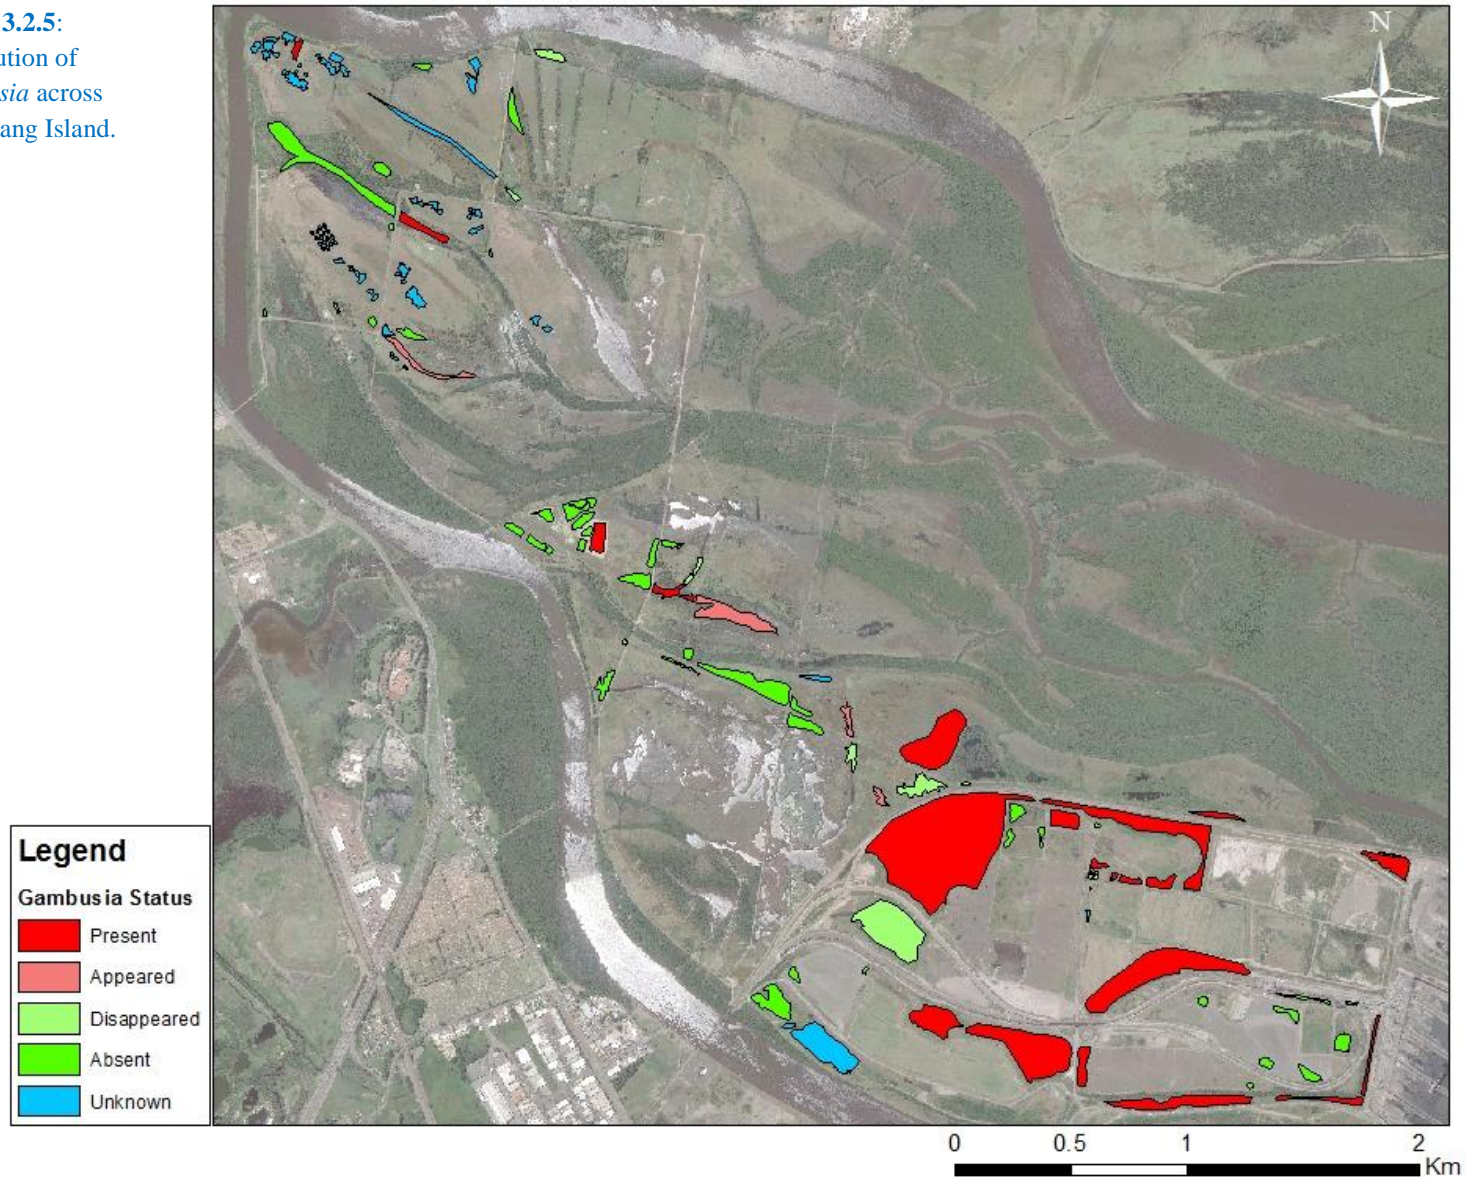 3.2.5:
ution of
sia across
ang Island.
N
Legend
Gambusia Status
Present
Appeared
Disappeared
Absent
Unknown
0 0.5 1 2
Km